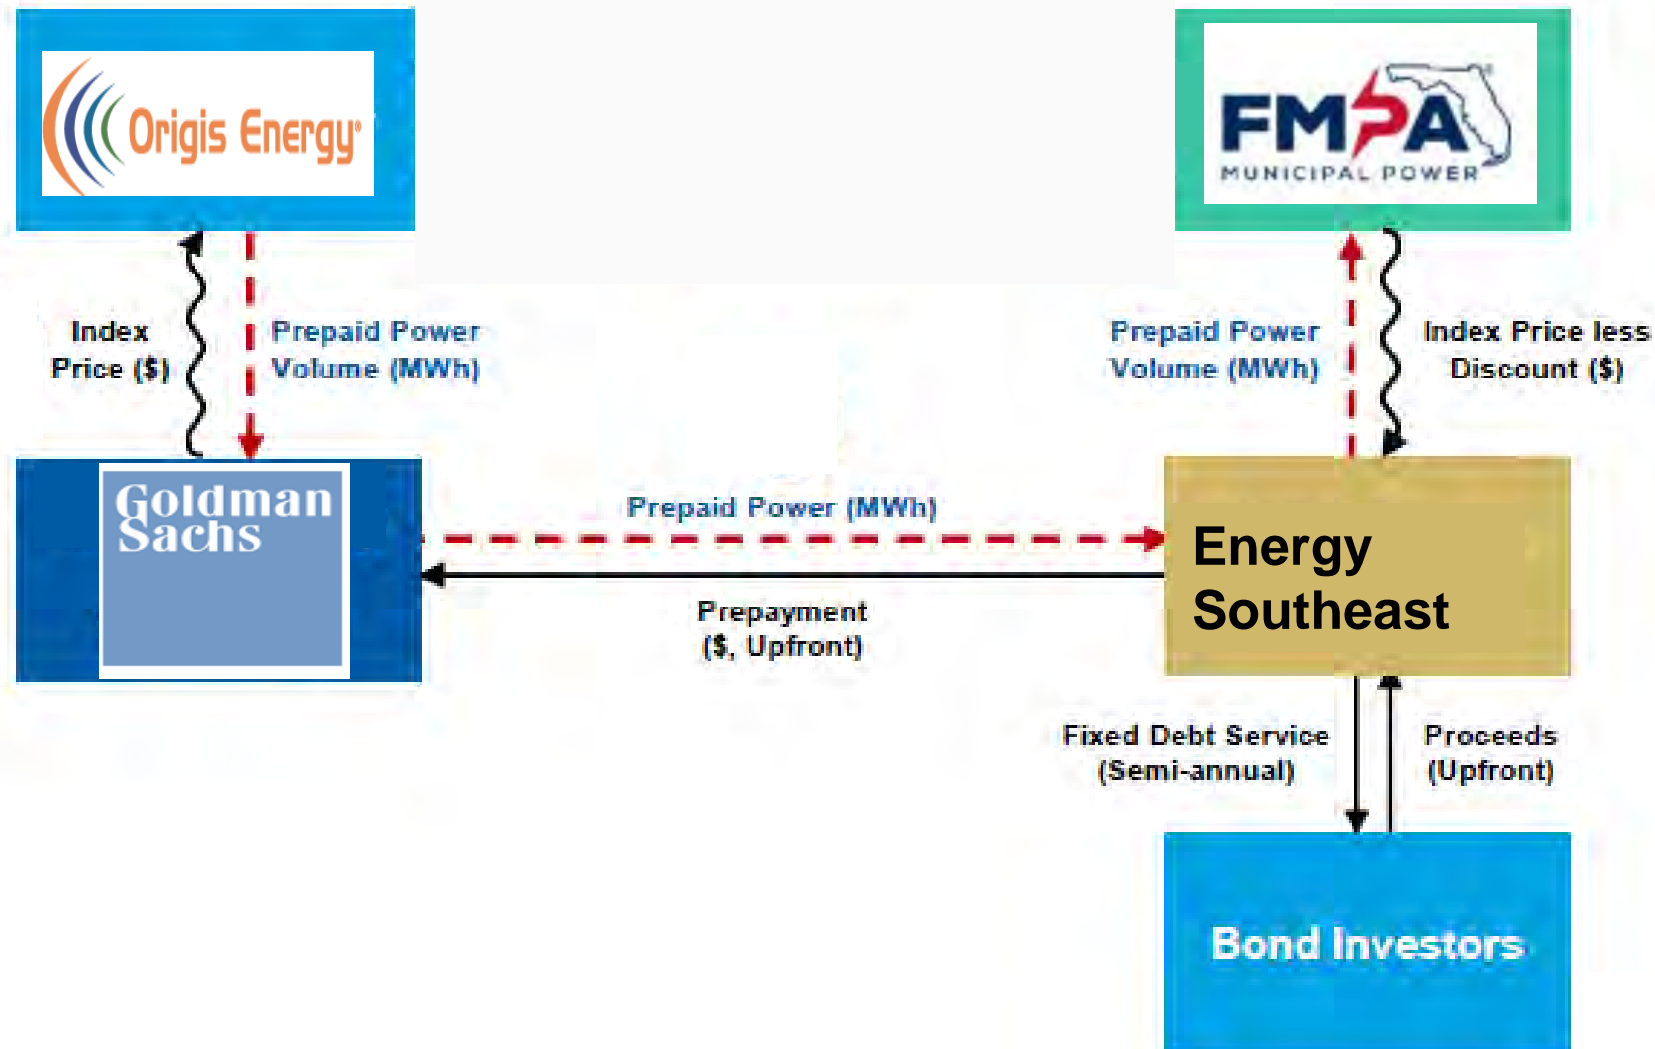 Origis Energy®
FMPA
MUNICIPAL POWER
Index
Price ($)
Prepaid Power
Volume (MWh)
Prepaid Power
Volume (MWh)
Index Price less
Discount ($)
Goldman
Sachs
Prepaid Power (MWh)
Energy
Southeast
Prepayment
($, Upfront)
Fixed Debt Service
(Semi-annual)
Proceeds
(Upfront)
Bond Investors